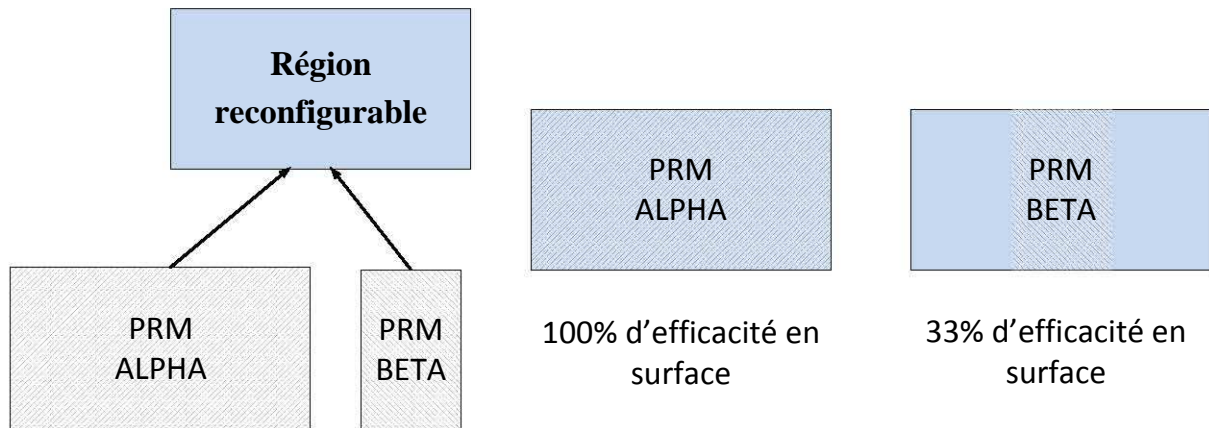 Région
reconfigurable
PRM
ALPHA
PRM
BETA
PRM
ALPHA
100% d’efficacité en
surface
PRM
BETA
33% d’efficacité en
surface